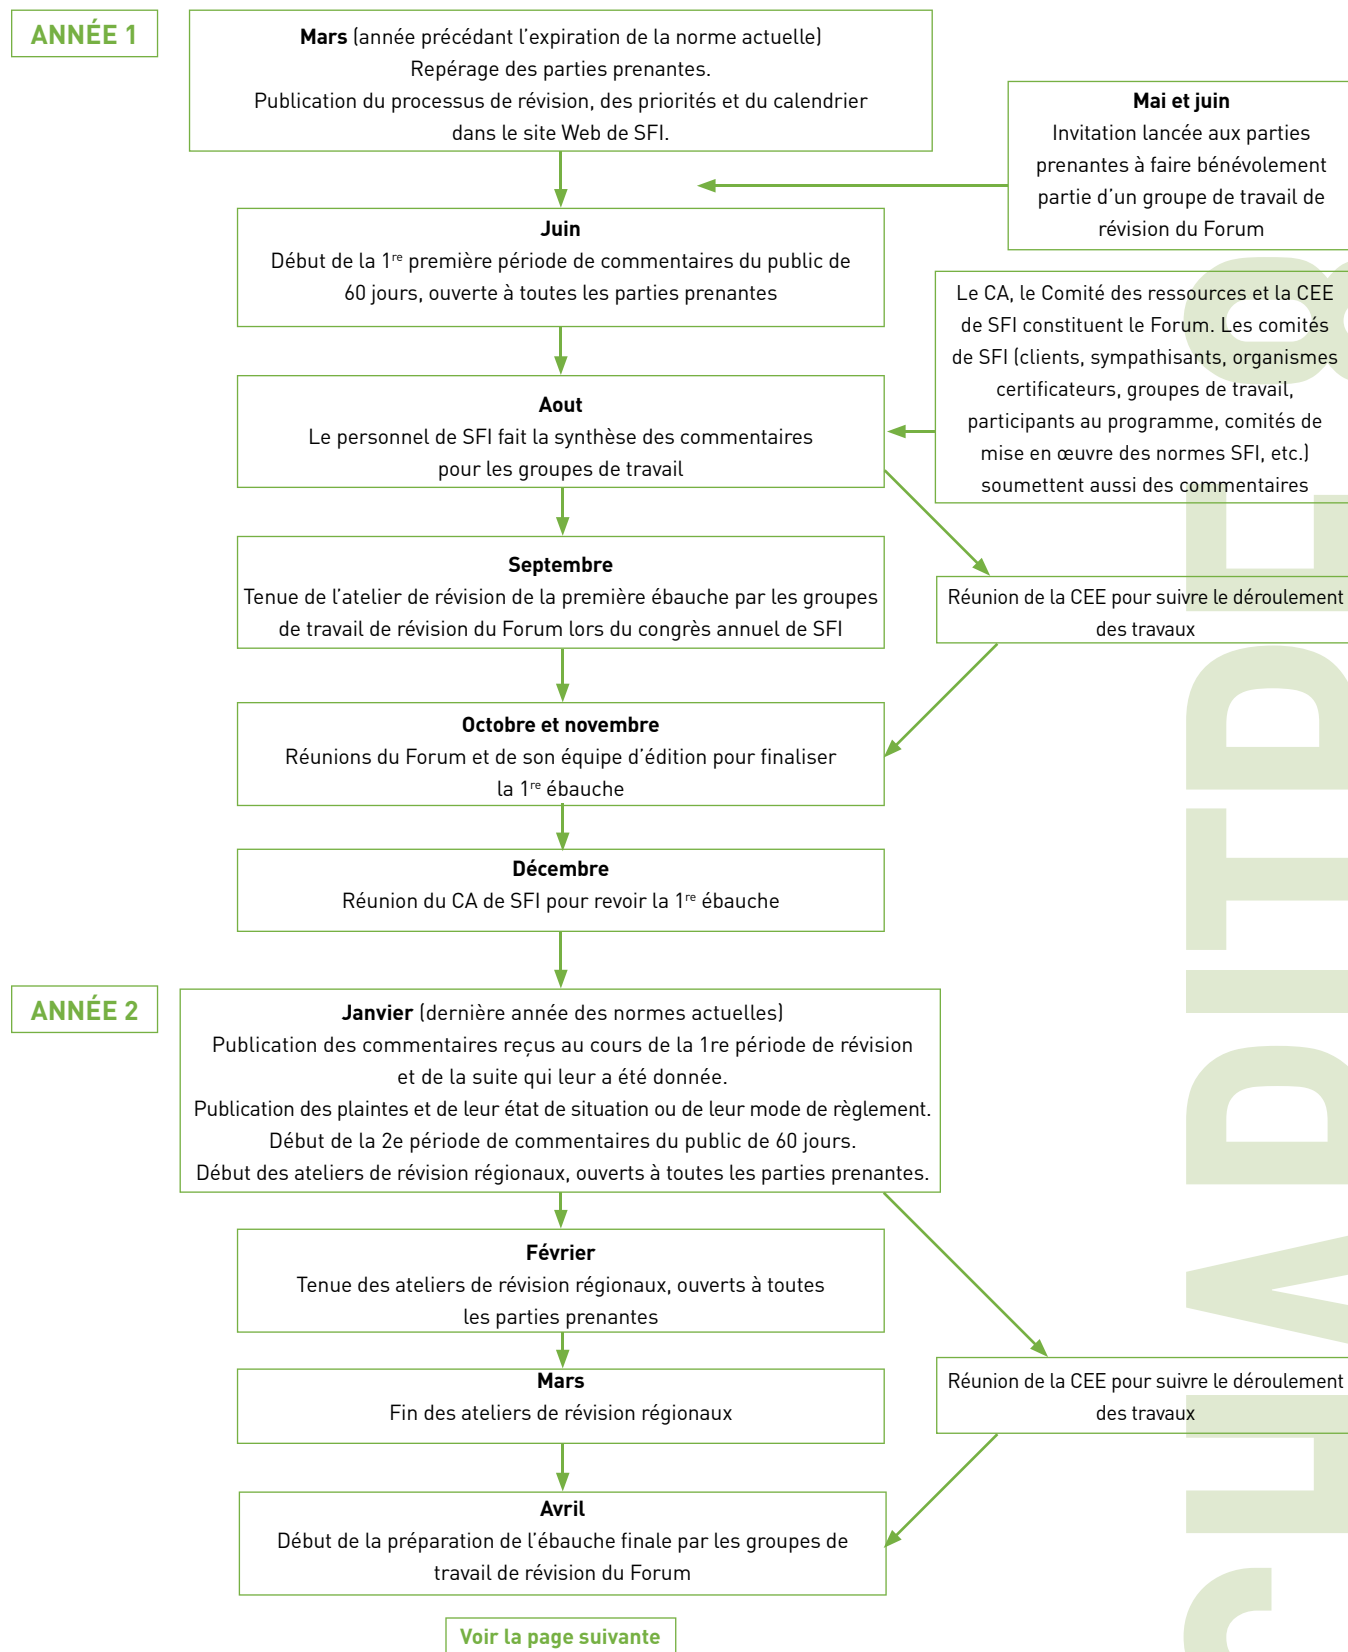 ANNÉE 1
Mars (année précédant l’expiration de la norme actuelle)
Repérage des parties prenantes.
Publication du processus de révision, des priorités et du calendrier
dans le site Web de SFI.
Mai et juin
Invitation lancée aux parties
prenantes à faire bénévolement
partie d’un groupe de travail de
révision du Forum
Juin
Début de la 1re première période de commentaires du public de
60 jours, ouverte à toutes les parties prenantes
Le CA, le Comité des ressources et la CEE
de SFI constituent le Forum. Les comités
de SFI (clients, sympathisants, organismes
certificateurs, groupes de travail,
participants au programme, comités de
mise en œuvre des normes SFI, etc.)
soumettent aussi des commentaires
Aout
Le personnel de SFI fait la synthèse des commentaires
pour les groupes de travail
Septembre
Tenue de l’atelier de révision de la première ébauche par les groupes
de travail de révision du Forum lors du congrès annuel de SFI
Réunion de la CEE pour suivre le déroulement
des travaux
Octobre et novembre
Réunions du Forum et de son équipe d’édition pour finaliser
la 1re ébauche
Décembre
Réunion du CA de SFI pour revoir la 1re ébauche
ANNÉE 2
Janvier (dernière année des normes actuelles)
Publication des commentaires reçus au cours de la 1re période de révision
et de la suite qui leur a été donnée.
Publication des plaintes et de leur état de situation ou de leur mode de règlement.
Début de la 2e période de commentaires du public de 60 jours.
Début des ateliers de révision régionaux, ouverts à toutes les parties prenantes.
Février
Tenue des ateliers de révision régionaux, ouverts à toutes
les parties prenantes
Mars
Fin des ateliers de révision régionaux
Réunion de la CEE pour suivre le déroulement
des travaux
Avril
Début de la préparation de l’ébauche finale par les groupes de
travail de révision du Forum
Voir la page suivante